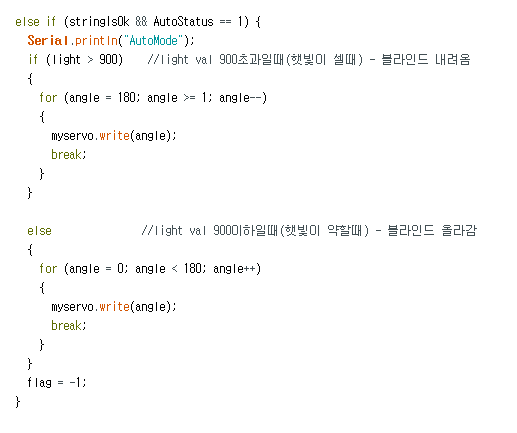 else if (stringIsOk && AutoStatus == 1) {
  Serial.println("AutoMode");
  if (light > 900)    //light val 900초과일때(햇빛이 쎌때) - 블라인드 내려옴
  {
    for (angle = 180; angle >= 1; angle--)
    {
      myservo.write(angle);
      break;
    }
  }

  else               //light val 900이하일때(햇빛이 약할때) - 블라인드 올라감
  {
    for (angle = 0; angle < 180; angle++)
    {
      myservo.write(angle);
      break;
    }
  }
  flag = -1;
}